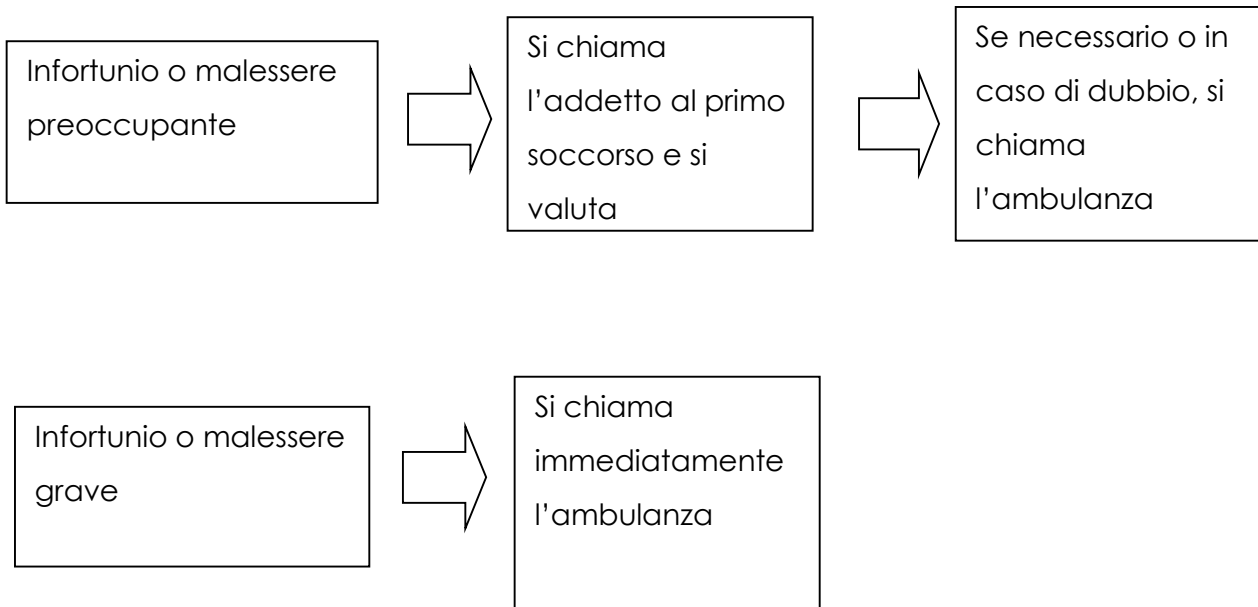 Infortunio o malessere
preoccupante
Si chiama
l’addetto al primo
soccorso e si
valuta
Se necessario o in
caso di dubbio, si
chiama
l’ambulanza
Infortunio o malessere
grave
Si chiama
immediatamente
l’ambulanza